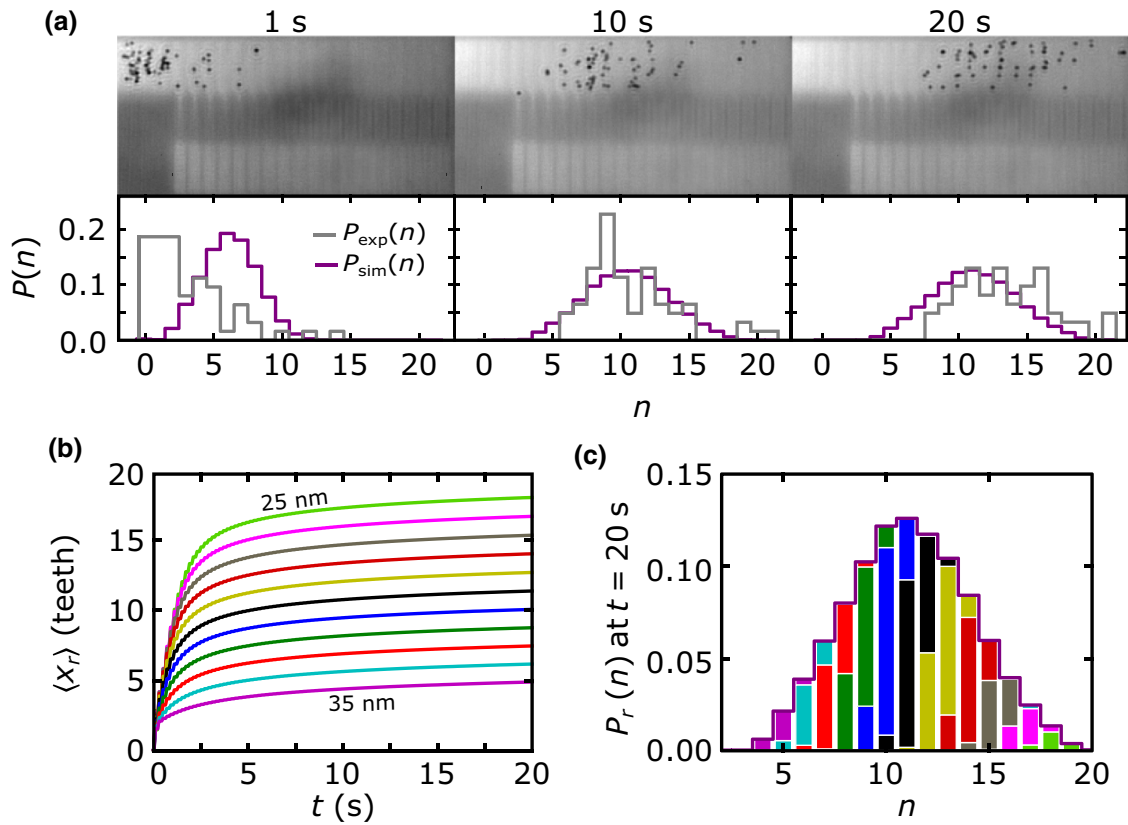 (a) 1 s 10 s 20 s
P(n)
0.2
0.1
0.0
P_exp(n)
P_sim(n)
0 5 10 15 20 0 5 10 15 20 0 5 10 15 20
n
(b)
⟨x_r⟩ (teeth)
20
15
10
5
0
25 nm
35 nm
0 5 10 15 20
t (s)
(c)
P_r(n) at t = 20 s
0.15
0.10
0.05
0.00
5 10 15 20
n